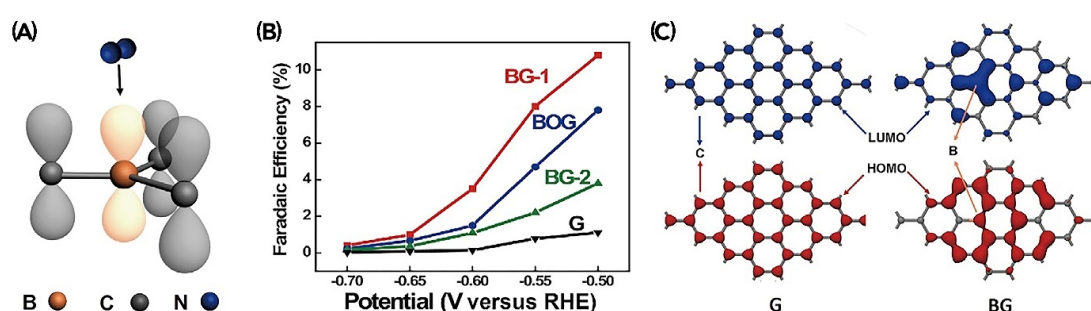 (A)
B C N
(B)
Faradaic Efficiency (%)
10
8
6
4
2
0
BG-1
BOG
BG-2
G
-0.70 -0.65 -0.60 -0.55 -0.50
Potential (V versus RHE)
(C)
C
LUMO
B
HOMO
G
BG